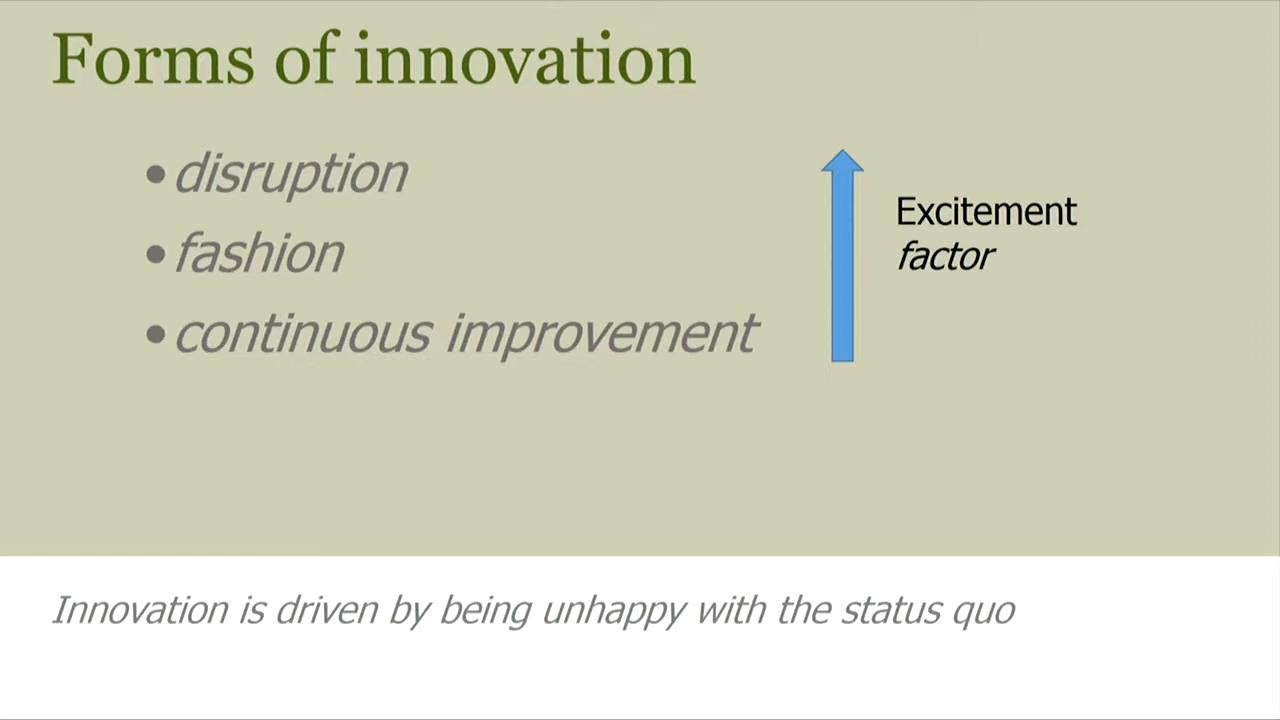 Forms of innovation
• disruption
• fashion
• continuous improvement
Excitement
factor
Innovation is driven by being unhappy with the status quo